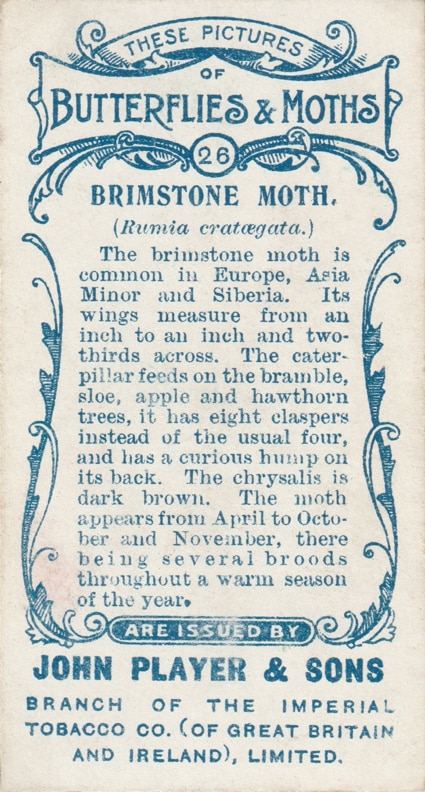 THESE PICTURES
OF
BUTTERFLIES & MOTHS
26
BRIMSTONE MOTH.
(Rumia cratægata.)
The brimstone moth is
common in Europe, Asia
Minor and Siberia. Its
wings measure from an
inch to an inch and two-
thirds across. The cater-
pillar feeds on the bramble,
sloe, apple and hawthorn
trees, it has eight claspers
instead of the usual four,
and has a curious hump on
its back. The chrysalis is
dark brown. The moth
appears from April to Octo-
ber and November, there
being several broods
throughout a warm season
of the year.
ARE ISSUED BY
JOHN PLAYER & SONS
BRANCH OF THE IMPERIAL
TOBACCO CO. (OF GREAT BRITAIN
AND IRELAND), LIMITED.